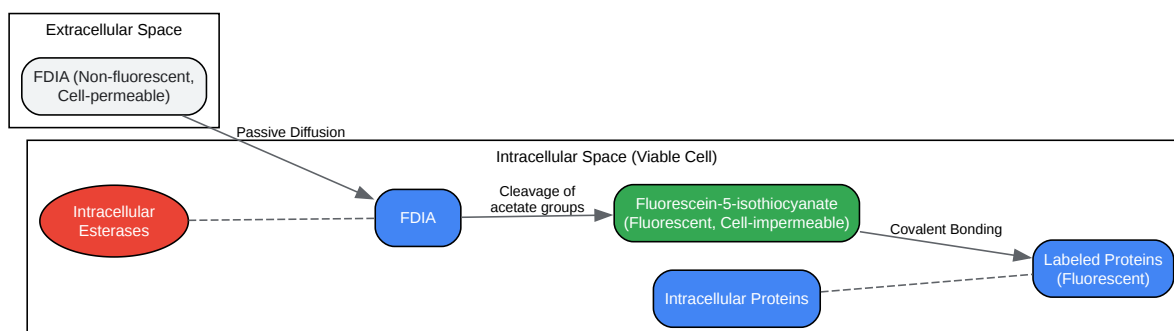 Extracellular Space
FDIA (Non-fluorescent,
Cell-permeable)
Passive Diffusion
Intracellular Space (Viable Cell)
Intracellular
Esterases
FDIA
Cleavage of
acetate groups
Fluorescein-5-isothiocyanate
(Fluorescent, Cell-impermeable)
Covalent Bonding
Labeled Proteins
(Fluorescent)
Intracellular Proteins